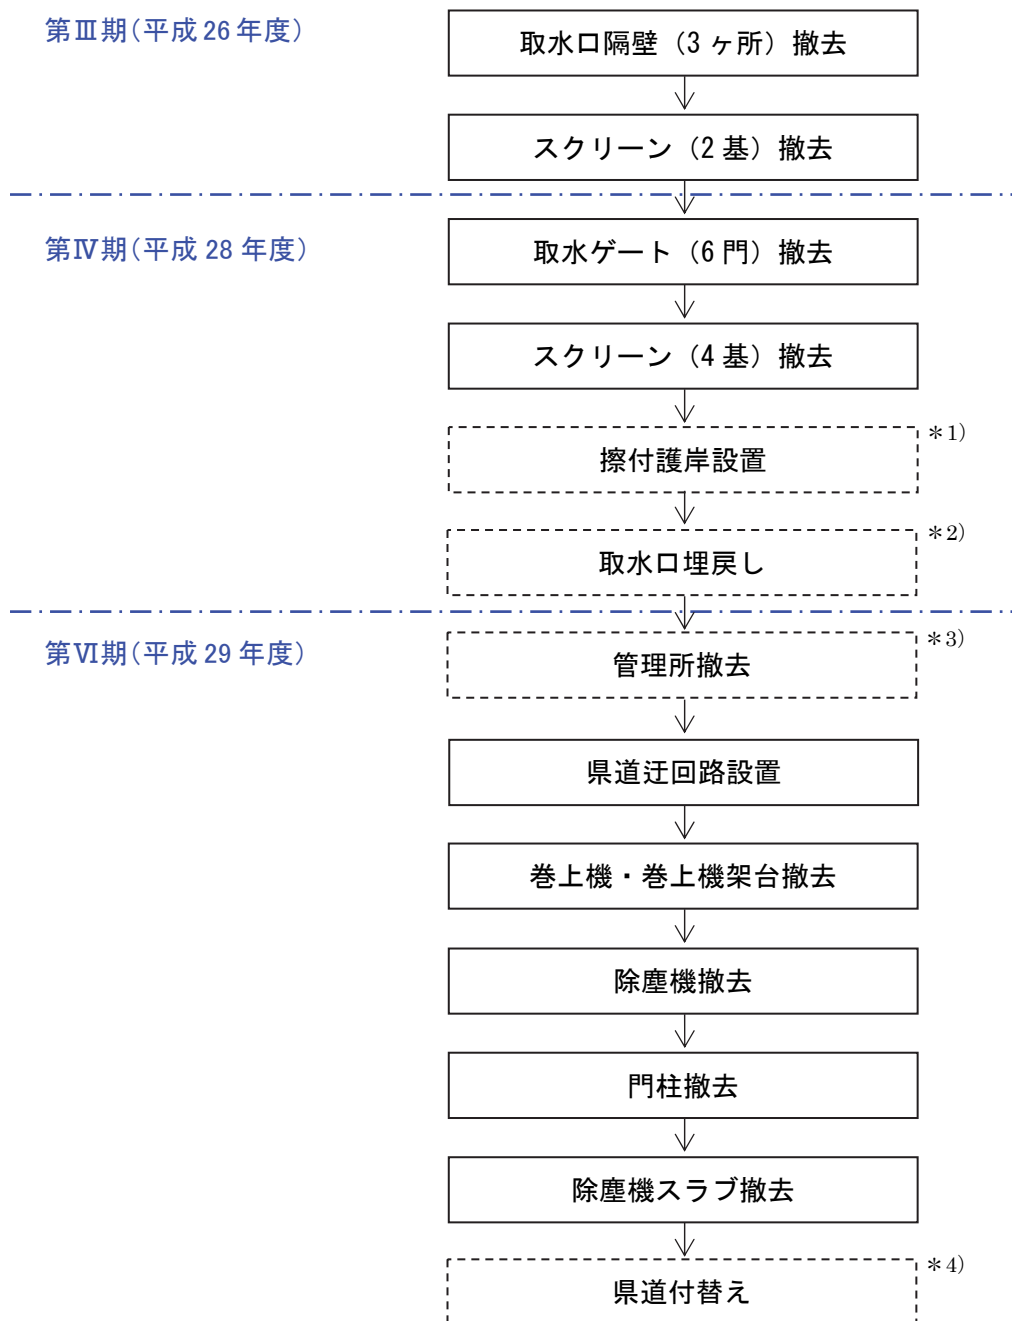 第Ⅲ期(平成 26 年度)
取水口隔壁（3 ヶ所）撤去
スクリーン（2 基）撤去
第Ⅳ期(平成 28 年度)
取水ゲート（6 門）撤去
スクリーン（4 基）撤去
擦付護岸設置
＊1)
取水口埋戻し
＊2)
第Ⅵ期(平成 29 年度)
管理所撤去
＊3)
県道迂回路設置
巻上機・巻上機架台撤去
除塵機撤去
門柱撤去
除塵機スラブ撤去
県道付替え
＊4)